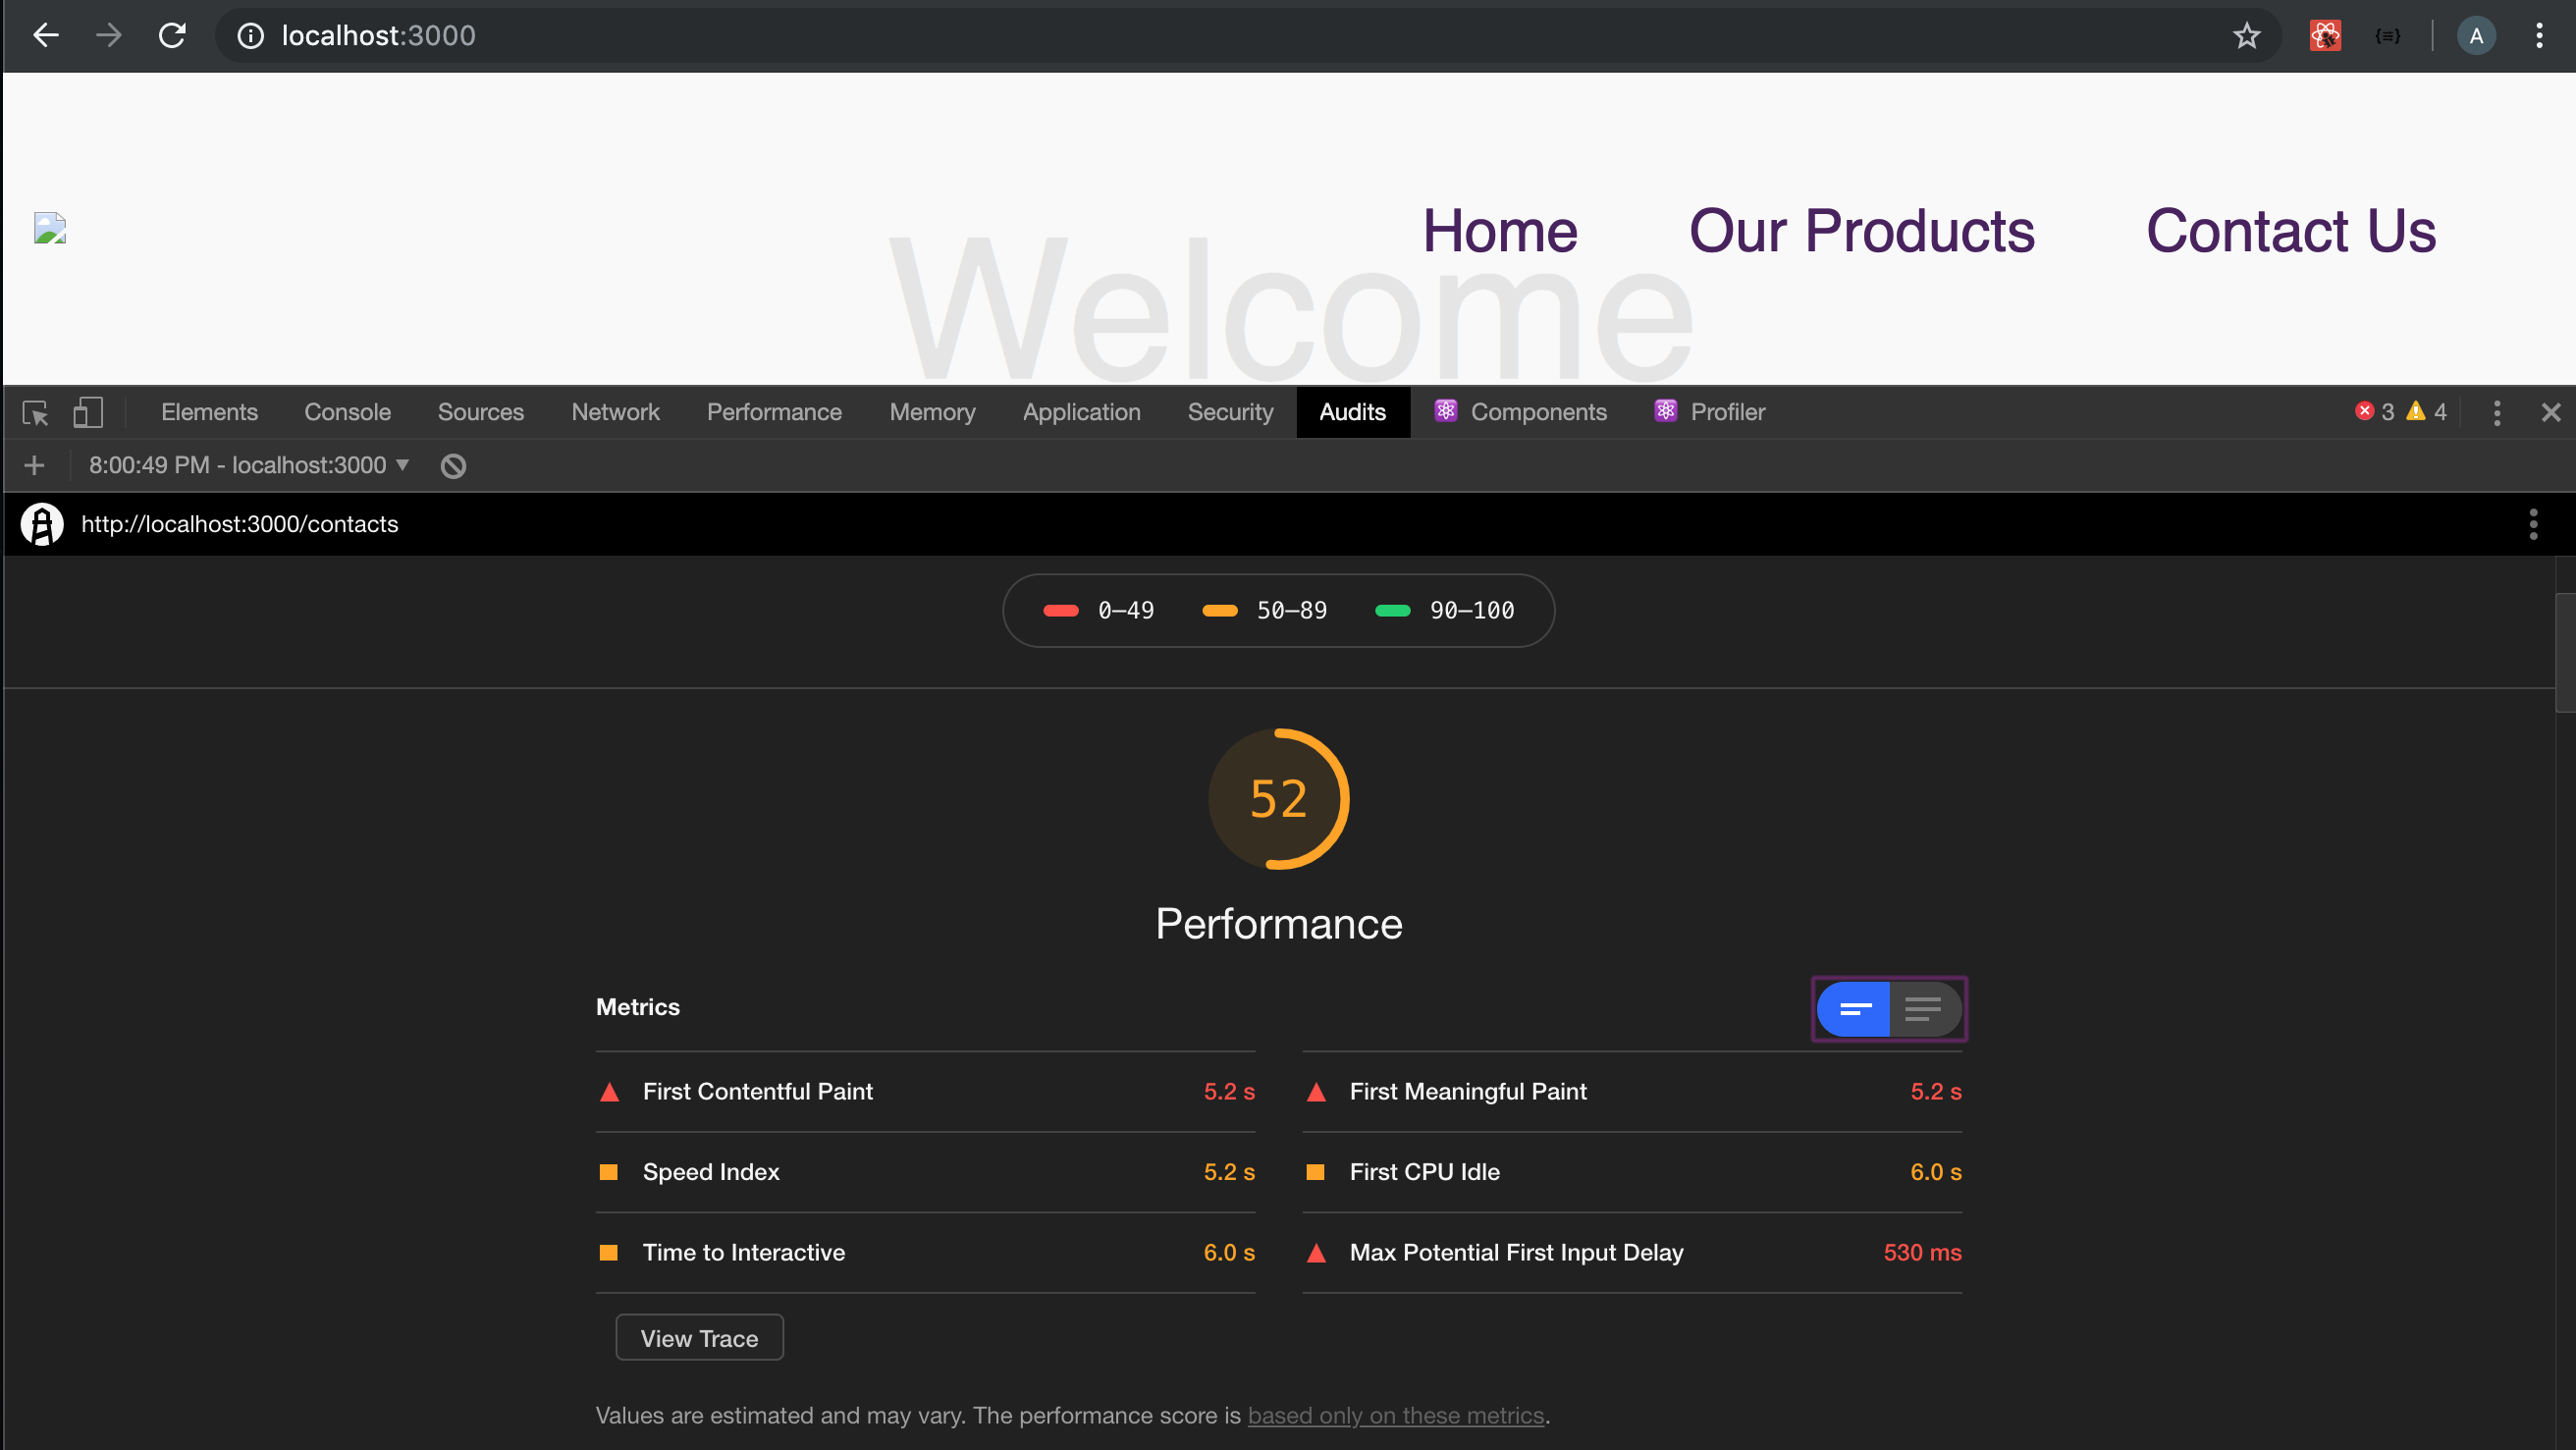 localhost:3000
A
Home Our Products Contact Us
Welcome
Elements Console Sources Network Performance Memory Application Security Audits Components Profiler 3 4
8:00:49 PM - localhost:3000
http://localhost:3000/contacts
0–49 50–89 90–100
52
Performance
Metrics
First Contentful Paint 5.2 s First Meaningful Paint 5.2 s
Speed Index 5.2 s First CPU Idle 6.0 s
Time to Interactive 6.0 s Max Potential First Input Delay 530 ms
View Trace
Values are estimated and may vary. The performance score is based only on these metrics.